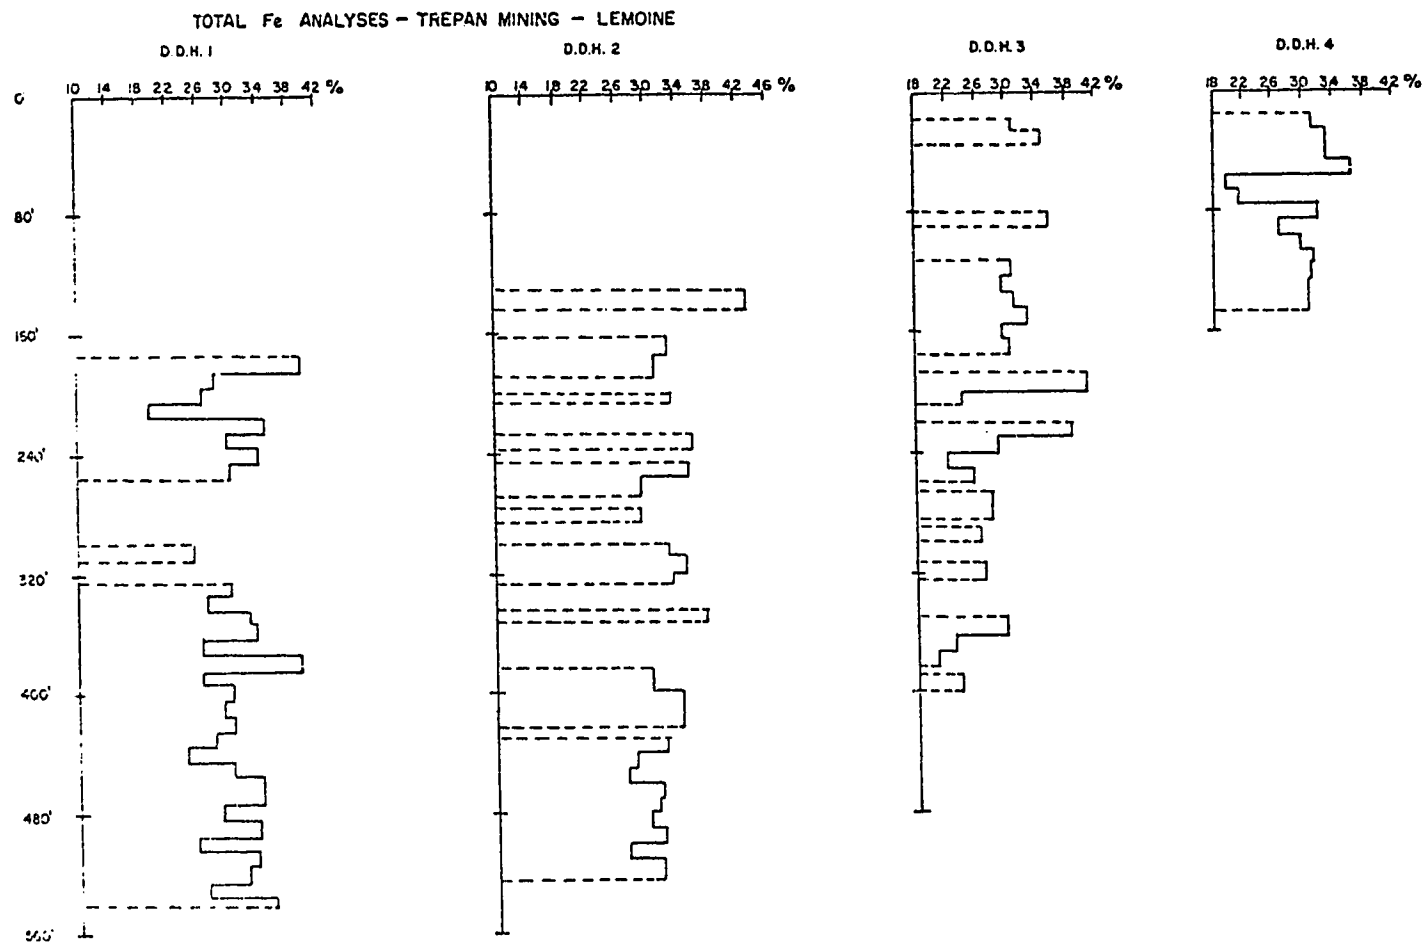 TOTAL Fe ANALYSES - TREPAN MINING - LEMOINE
D.D.H. 1
D.D.H. 2
D.D.H. 3
D.D.H. 4
10 14 18 22 26 30 34 38 42 %
10 14 18 22 26 30 34 38 42 46 %
18 22 26 30 34 38 42 %
18 22 26 30 34 38 42 %
0
80'
150'
240'
320'
400'
480'